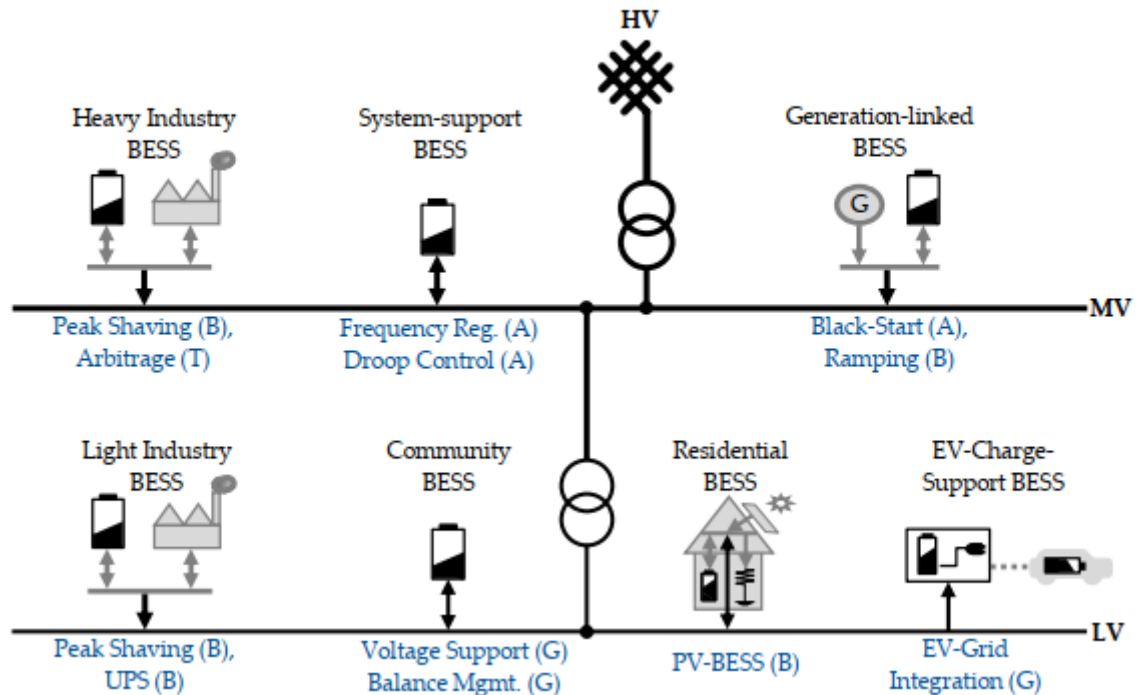 HV
Heavy Industry
BESS
System-support
BESS
Generation-linked
BESS
G
MV
Peak Shaving (B),
Arbitrage (T)
Frequency Reg. (A)
Droop Control (A)
Black-Start (A),
Ramping (B)
Light Industry
BESS
Community
BESS
Residential
BESS
EV-Charge-
Support BESS
LV
Peak Shaving (B),
UPS (B)
Voltage Support (G)
Balance Mgmt. (G)
PV-BESS (B)
EV-Grid
Integration (G)